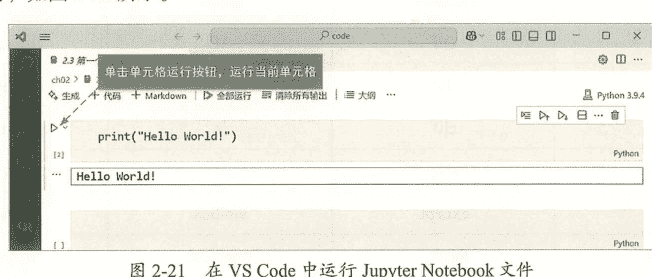 code
2.3 第一
单击单元格运行按钮，运行当前单元格
ch02 >
生成 + 代码 + Markdown 全部运行 清除所有输出 大纲 ... Python 3.9.4
print("Hello World!")
[2] Python
... Hello World!
[ ] Python
图 2-21 在 VS Code 中运行 Jupyter Notebook 文件